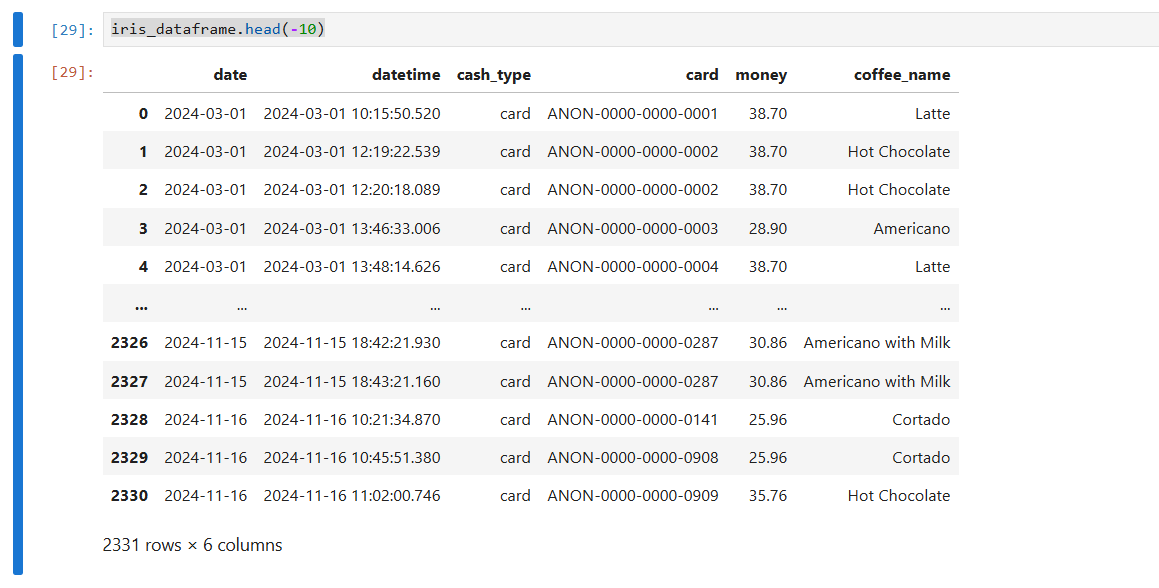 [29]: iris_dataframe.head(-10)
[29]: date datetime cash_type card money coffee_name
0 2024-03-01 2024-03-01 10:15:50.520 card ANON-0000-0000-0001 38.70 Latte
1 2024-03-01 2024-03-01 12:19:22.539 card ANON-0000-0000-0002 38.70 Hot Chocolate
2 2024-03-01 2024-03-01 12:20:18.089 card ANON-0000-0000-0002 38.70 Hot Chocolate
3 2024-03-01 2024-03-01 13:46:33.006 card ANON-0000-0000-0003 28.90 Americano
4 2024-03-01 2024-03-01 13:48:14.626 card ANON-0000-0000-0004 38.70 Latte
... ... ... ... ... ... ...
2326 2024-11-15 2024-11-15 18:42:21.930 card ANON-0000-0000-0287 30.86 Americano with Milk
2327 2024-11-15 2024-11-15 18:43:21.160 card ANON-0000-0000-0287 30.86 Americano with Milk
2328 2024-11-16 2024-11-16 10:21:34.870 card ANON-0000-0000-0141 25.96 Cortado
2329 2024-11-16 2024-11-16 10:45:51.380 card ANON-0000-0000-0908 25.96 Cortado
2330 2024-11-16 2024-11-16 11:02:00.746 card ANON-0000-0000-0909 35.76 Hot Chocolate
2331 rows × 6 columns